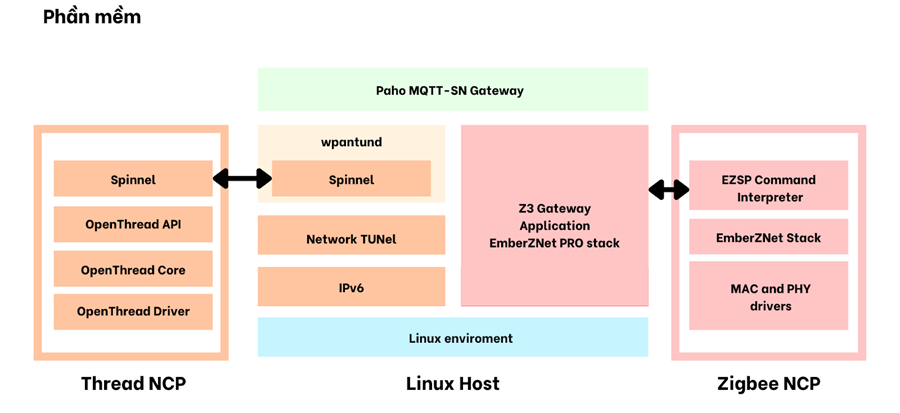 Phần mềm
Paho MQTT-SN Gateway
wpantund
Spinnel
Spinnel
EZSP Command
Interpreter
OpenThread API
Network TUNel
Z3 Gateway
Application
EmberZNet PRO stack
EmberZNet Stack
OpenThread Core
IPv6
MAC and PHY
drivers
OpenThread Driver
Linux enviroment
Thread NCP
Linux Host
Zigbee NCP